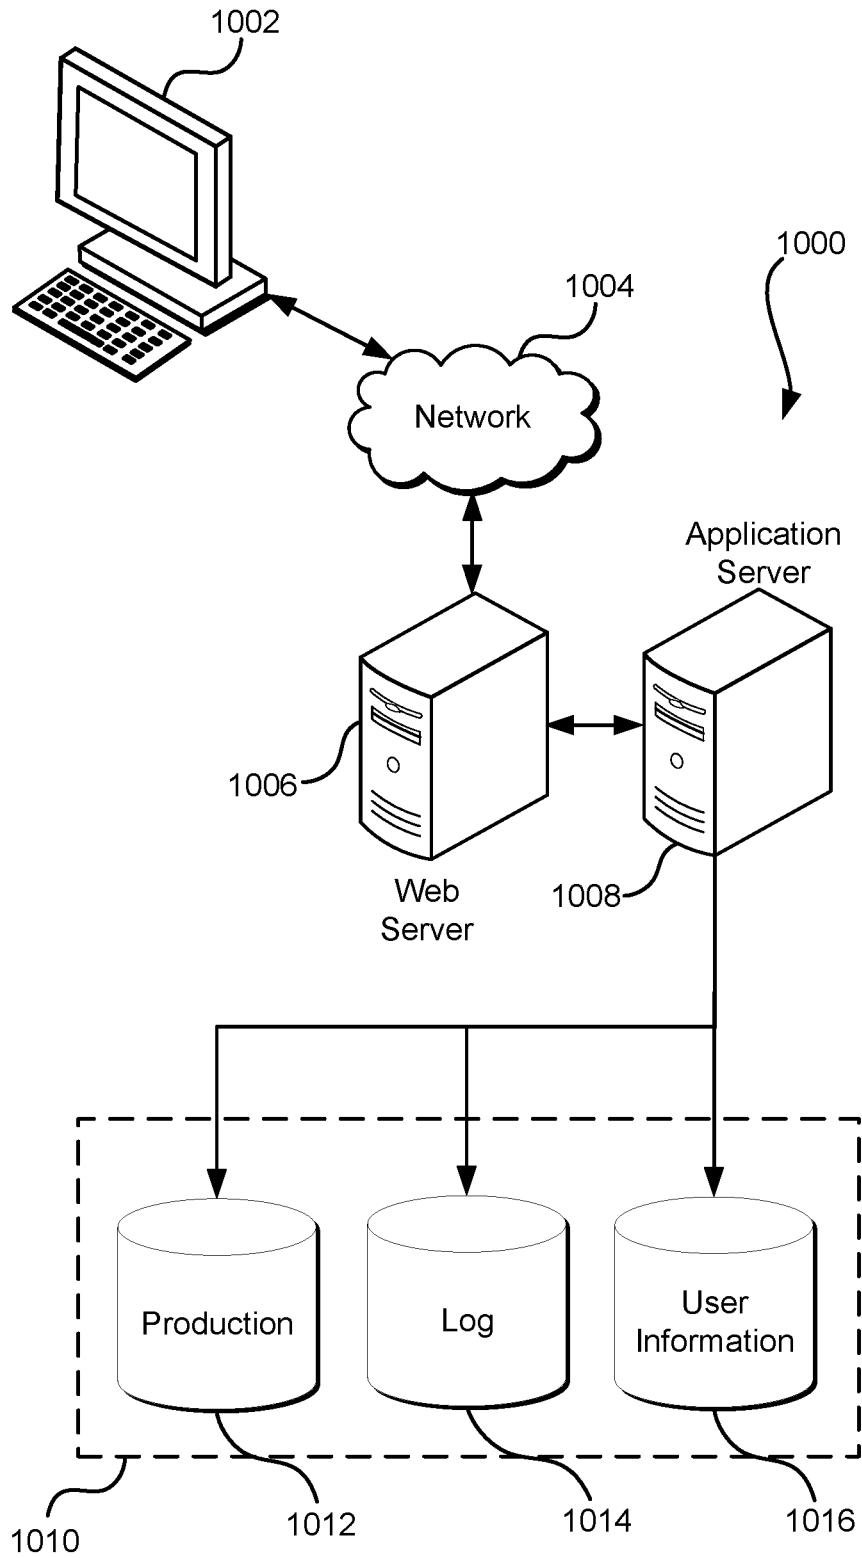 1002
1000
1004
Network
Application
Server
1006
1008
Web
Server
Production
Log
User
Information
1010
1012
1014
1016